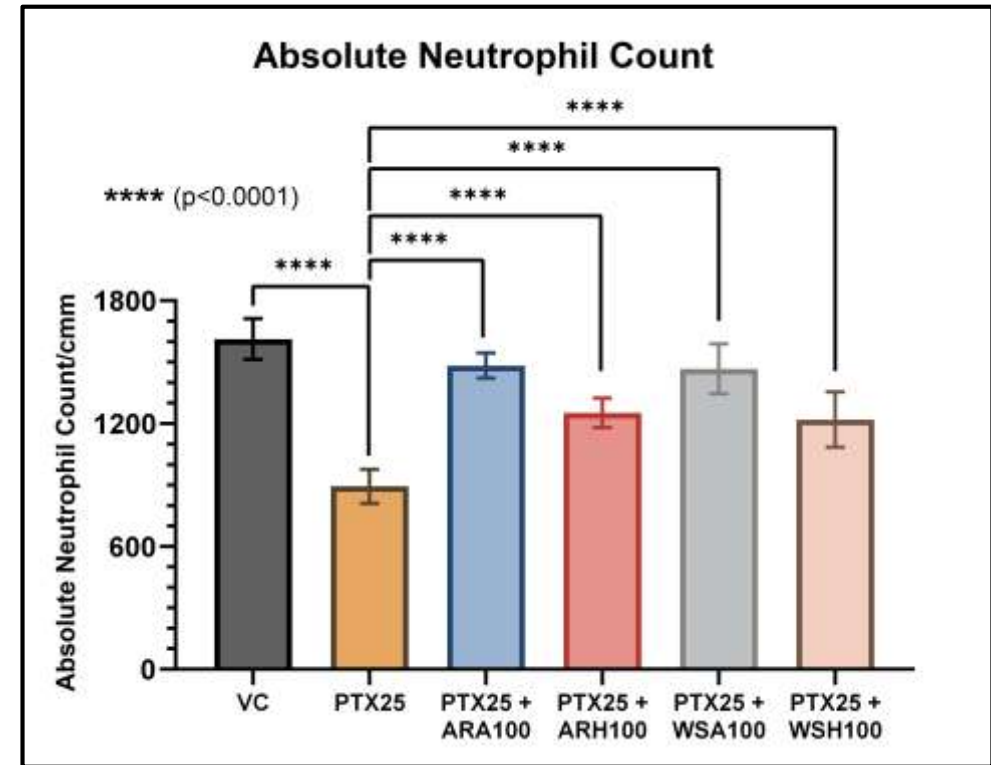 Absolute Neutrophil Count
****
****
**** (p<0.0001)
****
****
****
1800
1200
600
0
Absolute Neutrophil Count/cmm
VC
PTX25
PTX25 +
ARA100
PTX25 +
ARH100
PTX25 +
WSA100
PTX25 +
WSH100